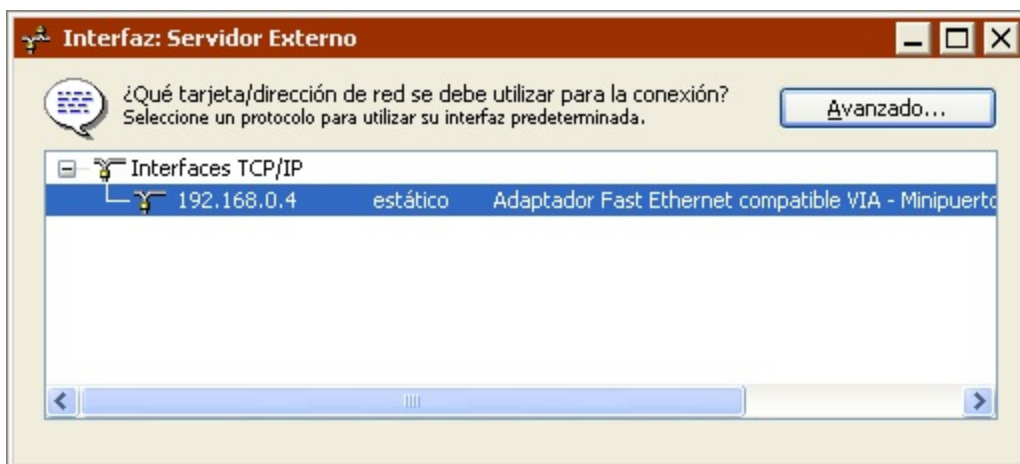 Interfaz: Servidor Externo
¿Qué tarjeta/dirección de red se debe utilizar para la conexión?
Seleccione un protocolo para utilizar su interfaz predeterminada.
Avanzado...
Interfaces TCP/IP
192.168.0.4 estático Adaptador Fast Ethernet compatible VIA - Minipuerto